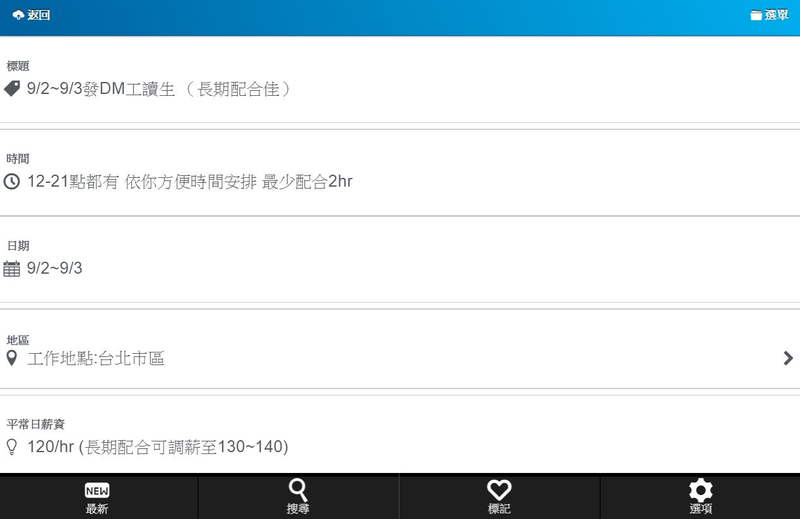 返回
選單
標題
9/2~9/3發DM工讀生 （長期配合佳）
時間
12-21點都有 依你方便時間安排 最少配合2hr
日期
9/2~9/3
地區
工作地點:台北市區
平常日薪資
120/hr (長期配合可調薪至130~140)
NEW
最新
搜尋
標記
選項